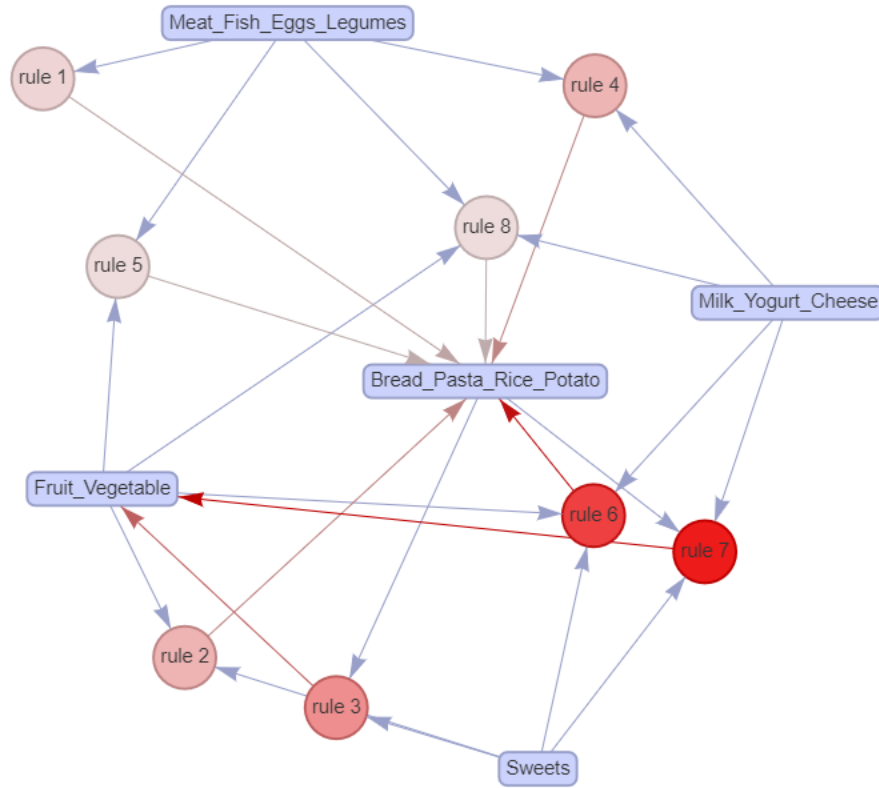 Meat_Fish_Eggs_Legumes
rule 1
rule 4
rule 8
rule 5
Milk_Yogurt_Cheese
Bread_Pasta_Rice_Potato
Fruit_Vegetable
rule 6
rule 7
rule 2
rule 3
Sweets